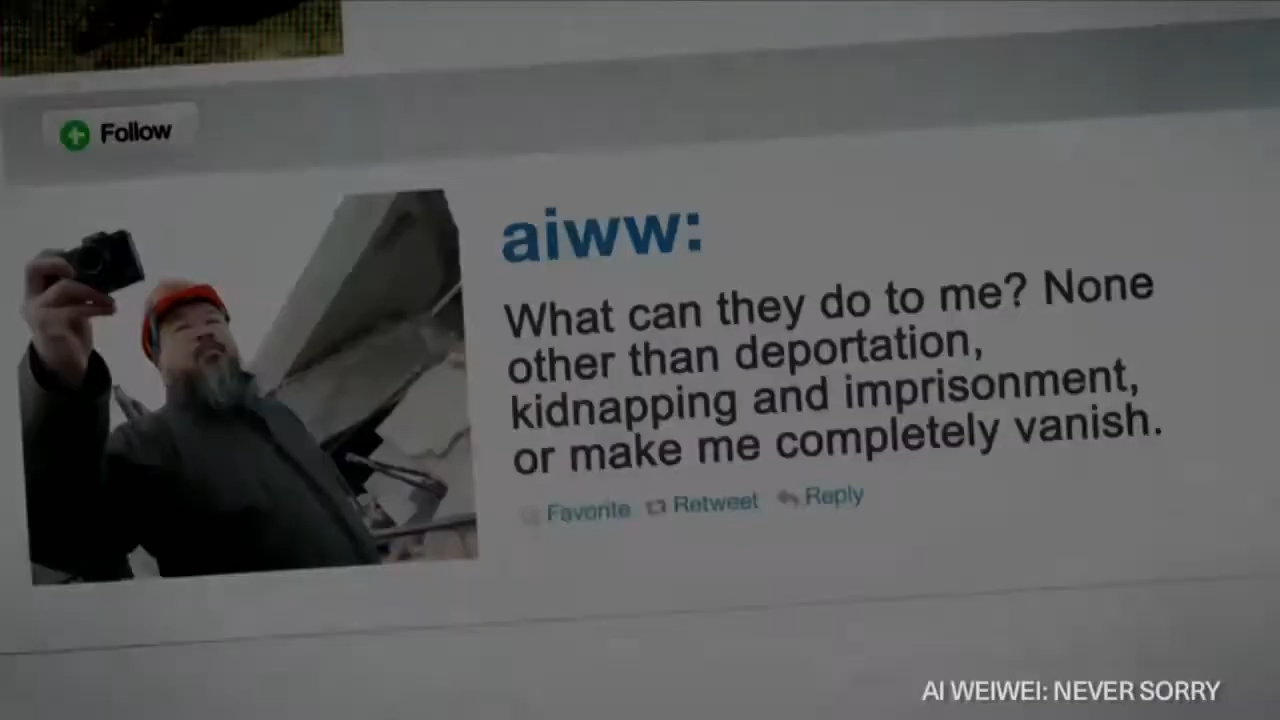 Follow
aiww:
What can they do to me? None
other than deportation,
kidnapping and imprisonment,
or make me completely vanish.
Favorite Retweet Reply
AI WEIWEI: NEVER SORRY